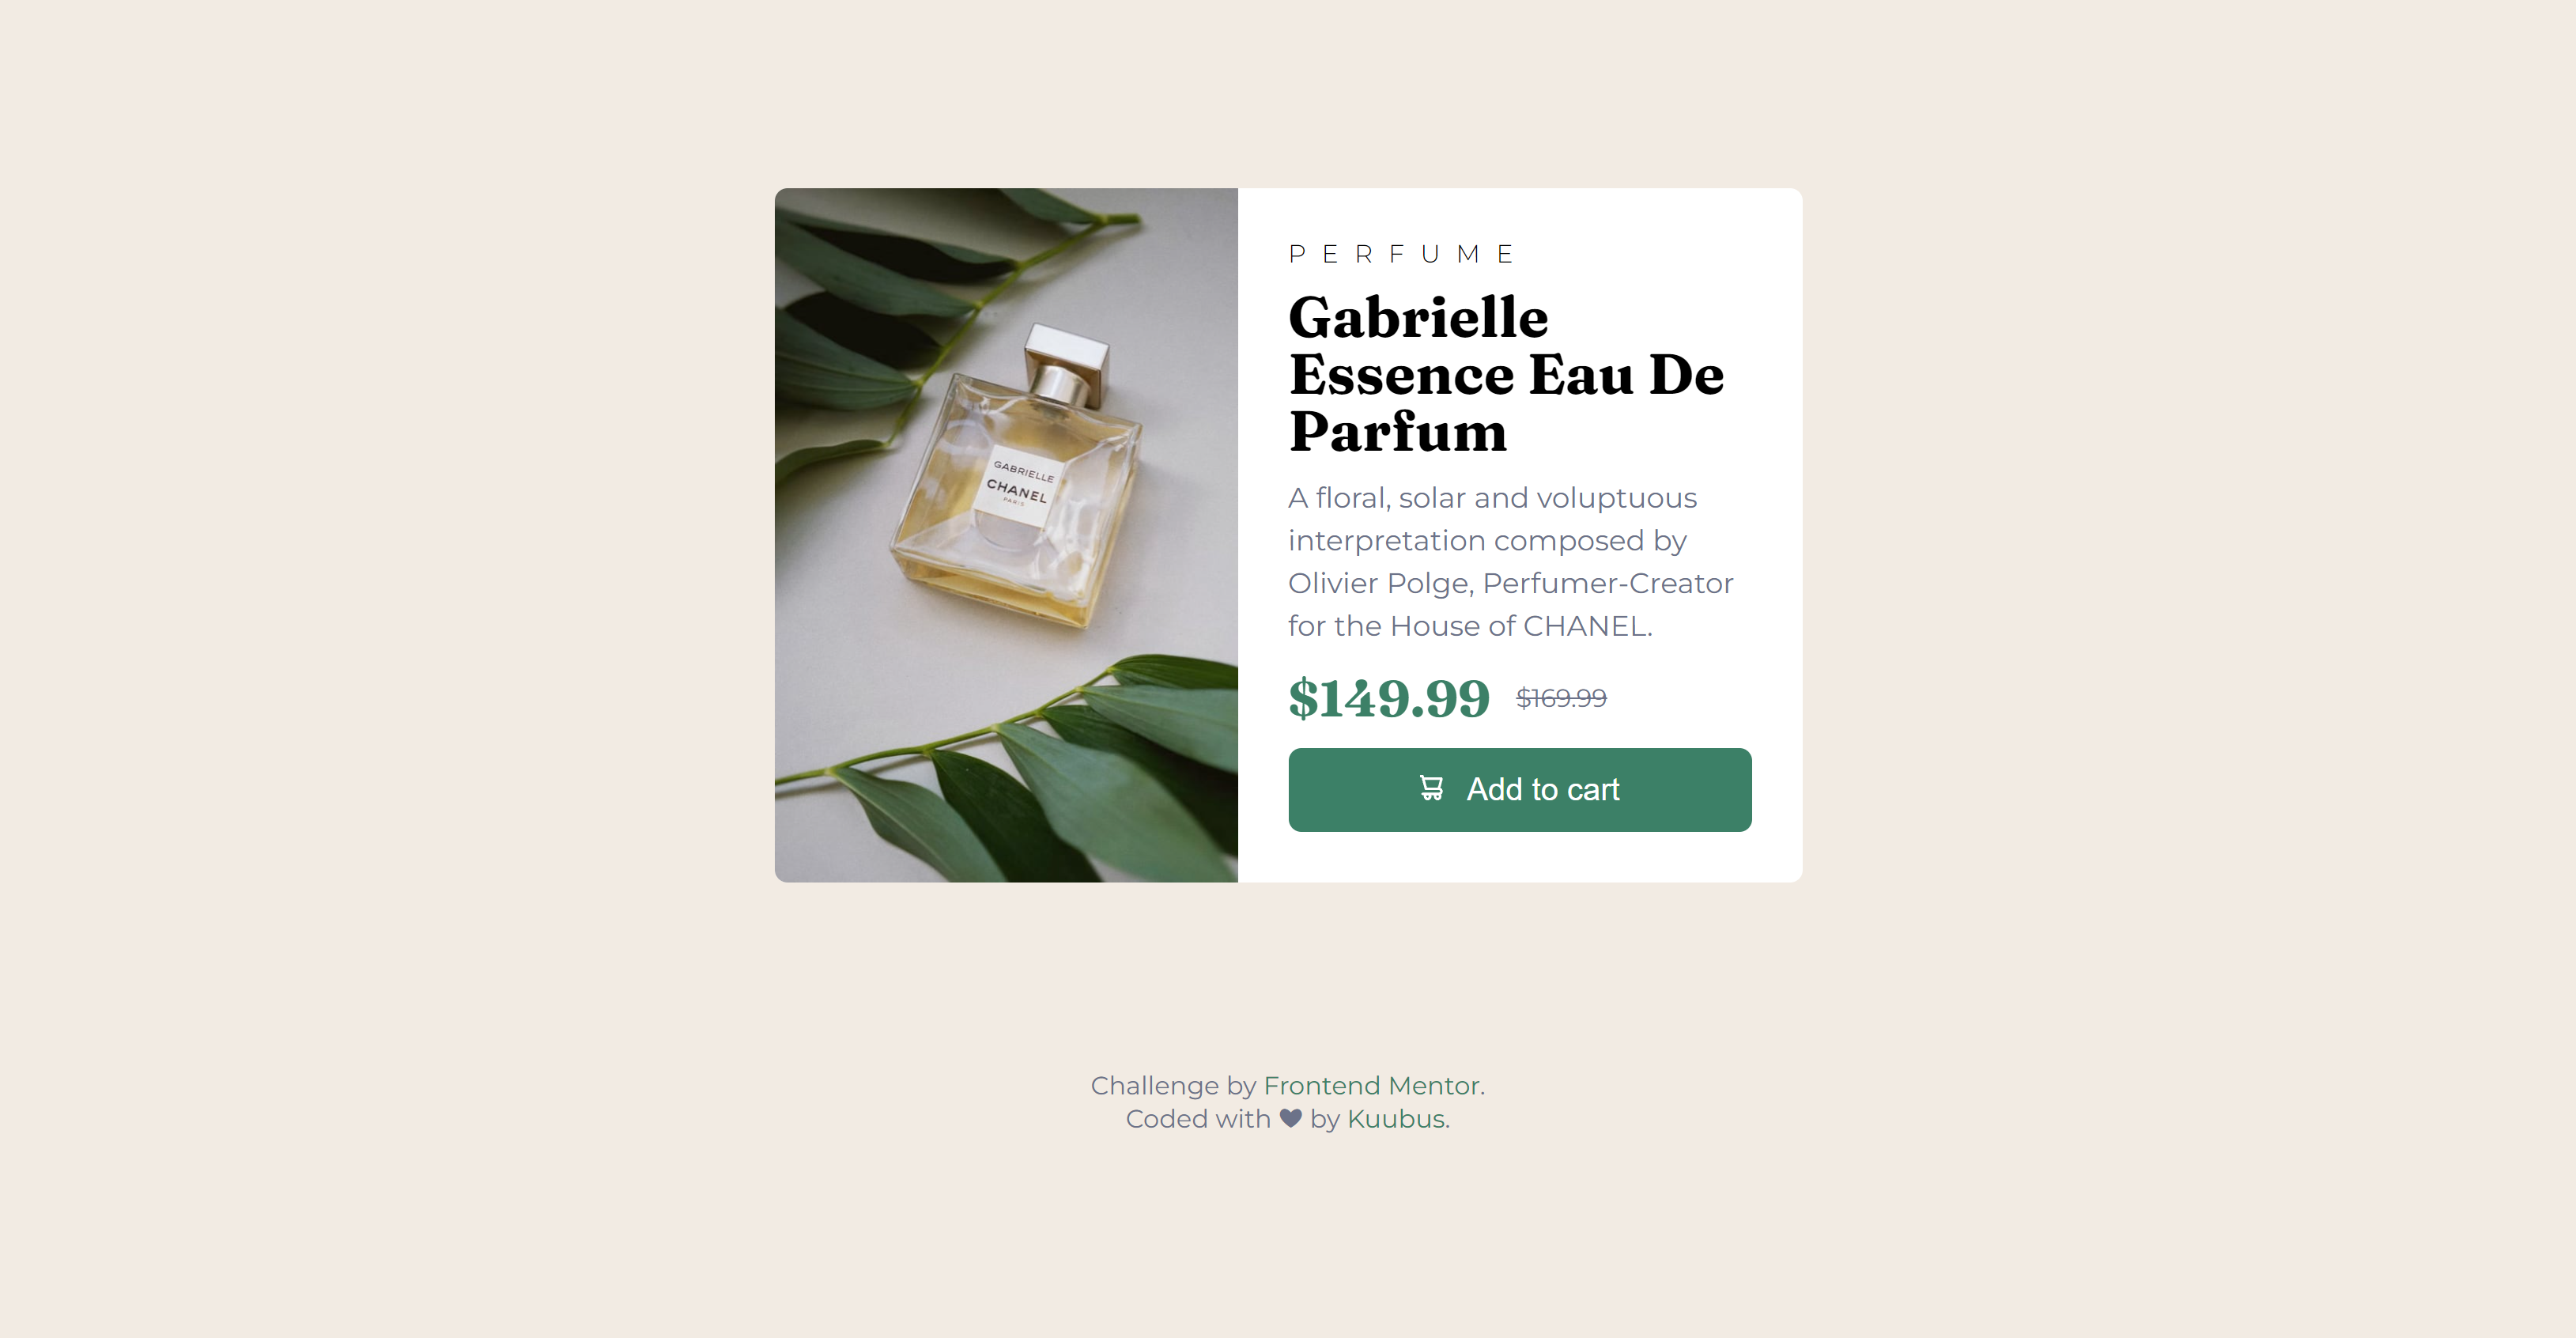 GABRIELLE
CHANEL
PARIS
PERFUME
Gabrielle
Essence Eau De
Parfum
A floral, solar and voluptuous
interpretation composed by
Olivier Polge, Perfumer-Creator
for the House of CHANEL.
$149.99 $169.99
Add to cart
Challenge by Frontend Mentor.
Coded with ♥ by Kuubus.